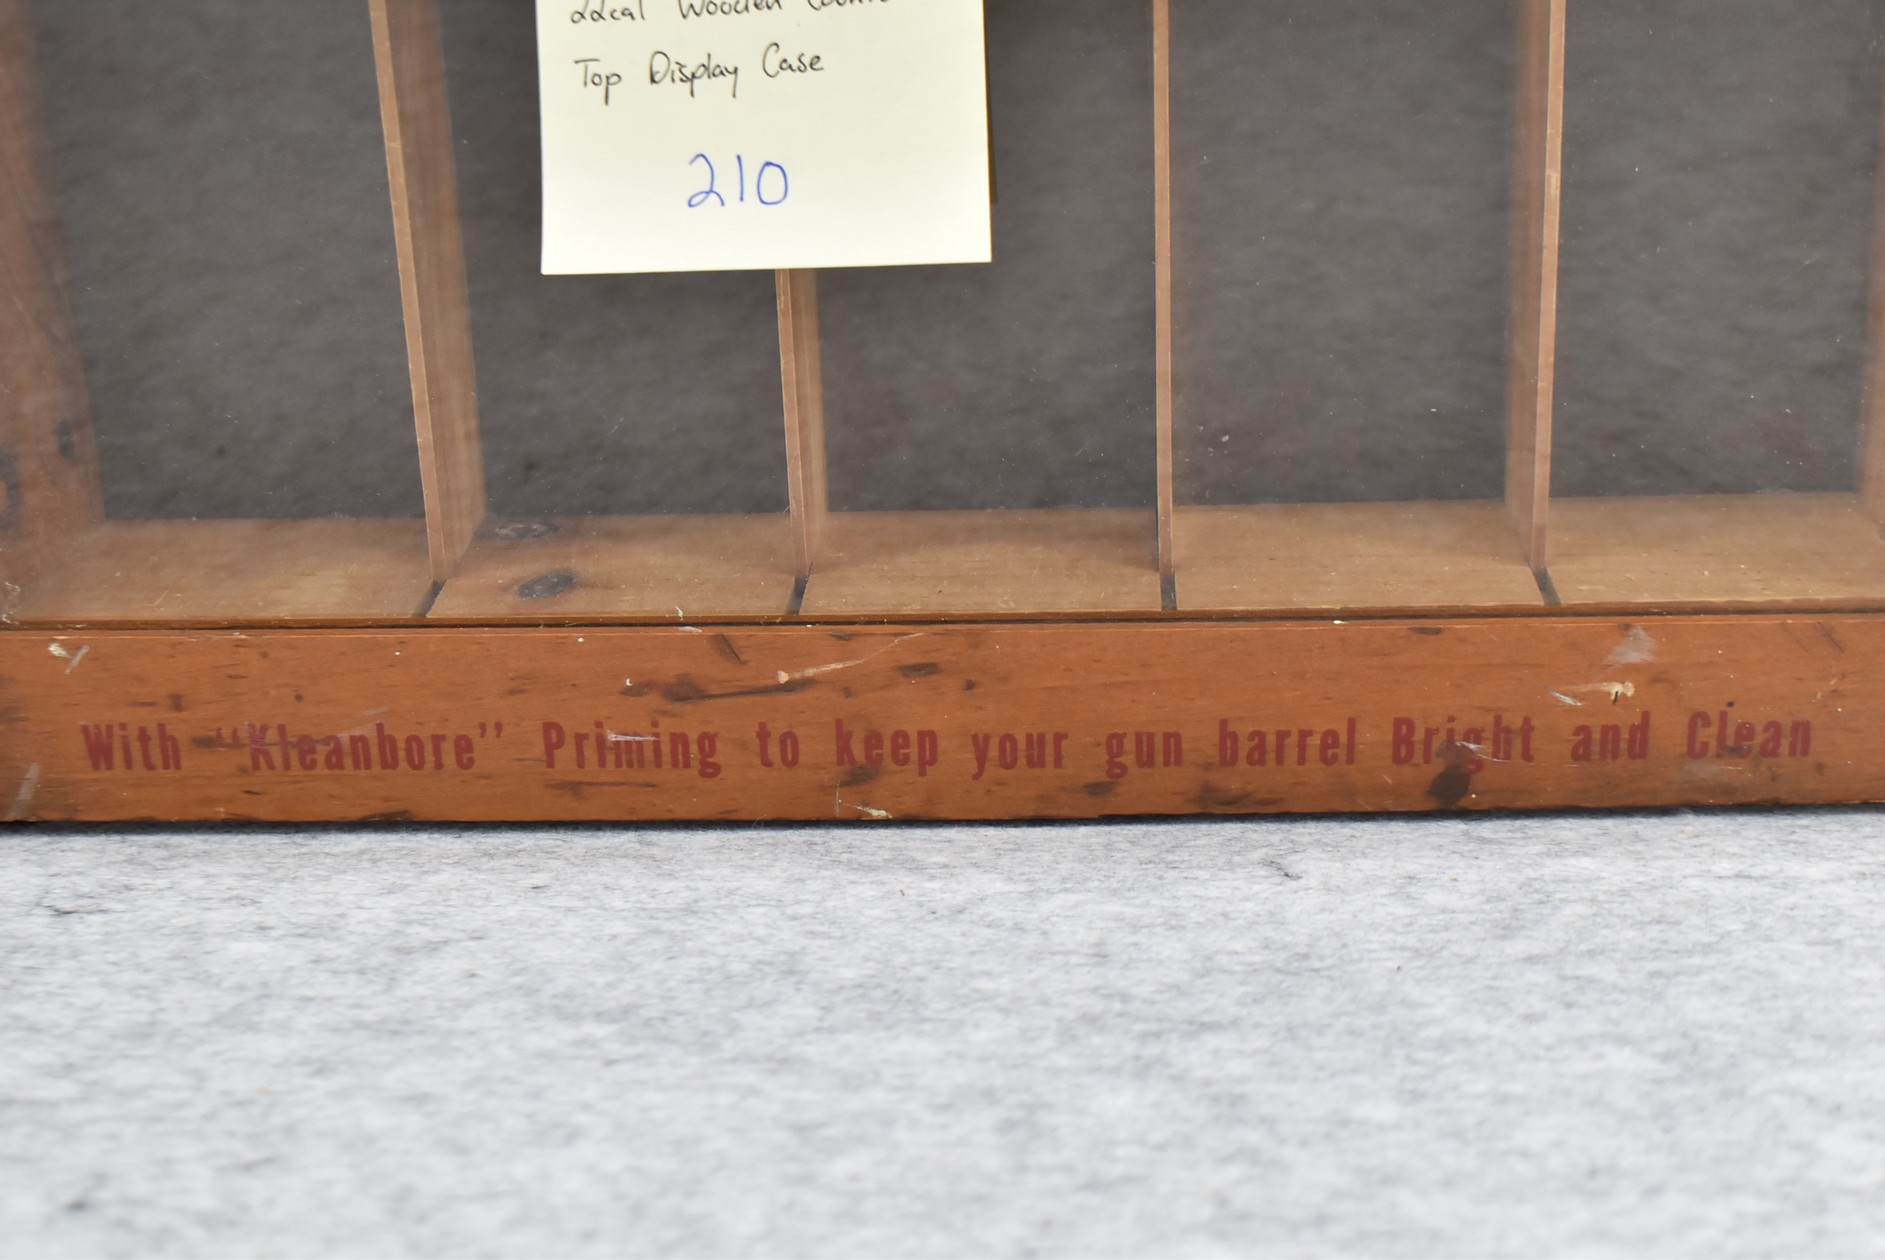 22cal Wooden
Top Display Case
210
With “Kleanbore” Priming to keep your gun barrel Bright and Clean